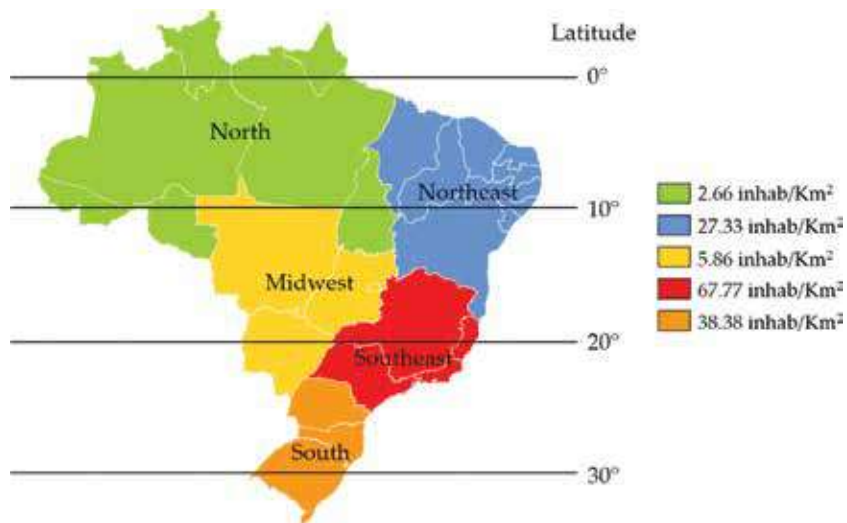 Latitude
0°
North
Northeast
2.66 inhab/Km²
10°
27.33 inhab/Km²
5.86 inhab/Km²
Midwest
67.77 inhab/Km²
38.38 inhab/Km²
20°
Southeast
South
30°